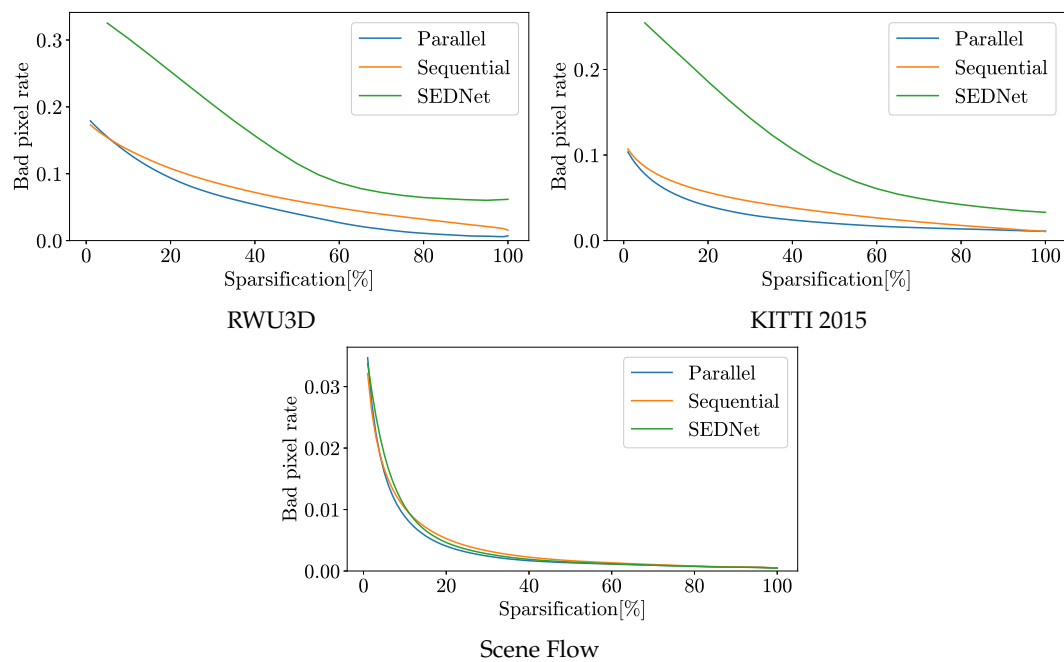 Bad pixel rate
0.3
0.2
0.1
0.0
Parallel
Sequential
SEDNet
0 20 40 60 80 100
Sparsification[%]
RWU3D
Bad pixel rate
0.2
0.1
0.0
Parallel
Sequential
SEDNet
0 20 40 60 80 100
Sparsification[%]
KITTI 2015
Bad pixel rate
0.03
0.02
0.01
0.00
Parallel
Sequential
SEDNet
0 20 40 60 80 100
Sparsification[%]
Scene Flow